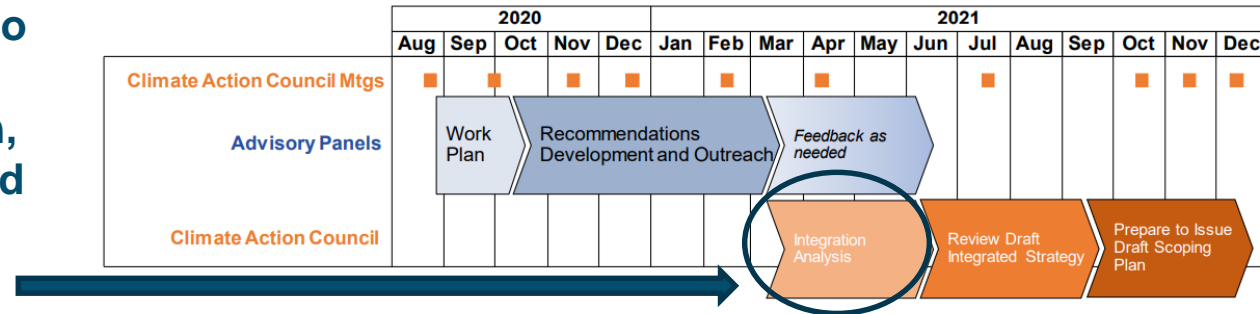 o
n,
d
2020 2021
Aug Sep Oct Nov Dec Jan Feb Mar Apr May Jun Jul Aug Sep Oct Nov Dec
Climate Action Council Mtgs
Advisory Panels
Work
Plan
Recommendations
Development and Outreach
Feedback as
needed
Climate Action Council
Integration
Analysis
Review Draft
Integrated Strategy
Prepare to Issue
Draft Scoping
Plan